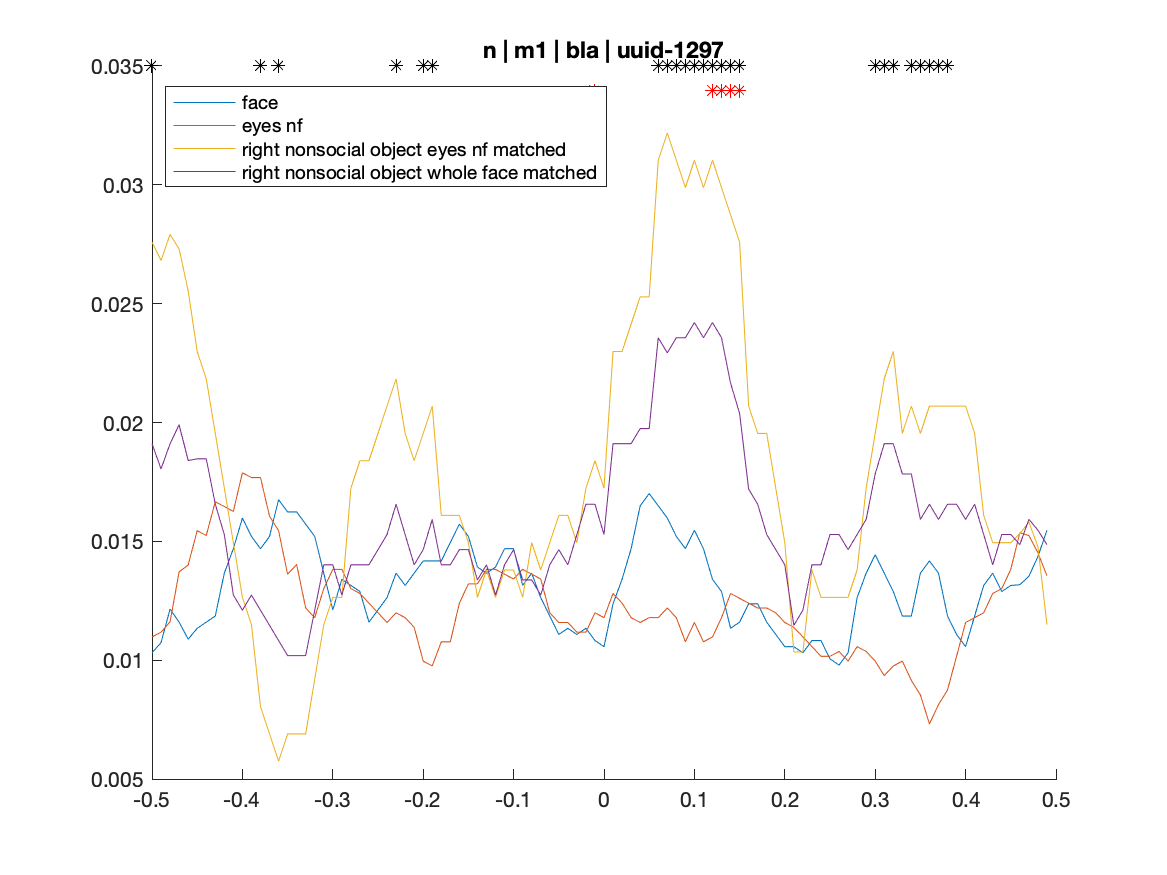 n | m1 | bla | uuid-1297
0.035
0.03
0.025
0.02
0.015
0.01
0.005
face
eyes nf
right nonsocial object eyes nf matched
right nonsocial object whole face matched
-0.5 -0.4 -0.3 -0.2 -0.1 0 0.1 0.2 0.3 0.4 0.5